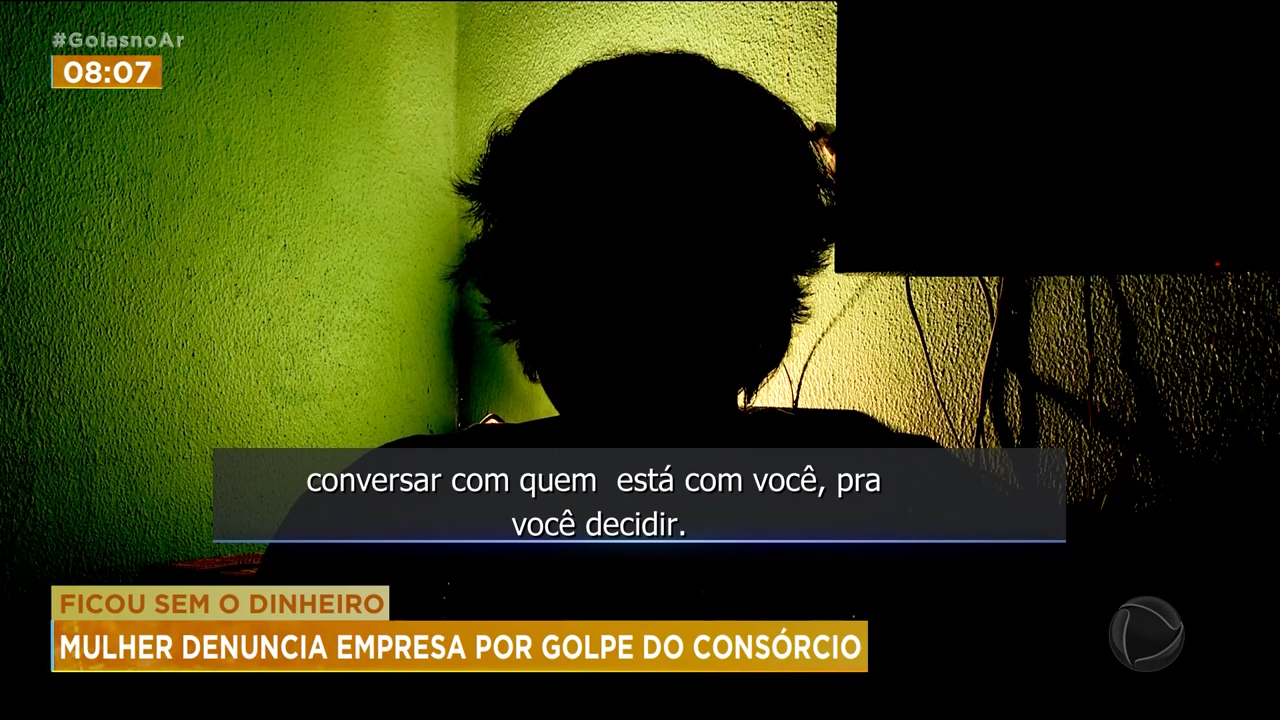 #GoiasnoAr
08:07
conversar com quem está com você, pra
você decidir.
FICOU SEM O DINHEIRO
MULHER DENUNCIA EMPRESA POR GOLPE DO CONSÓRCIO